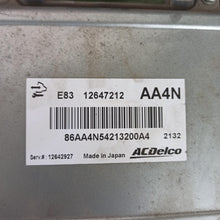 E83 12647212 AA4N
86AA4N54213200A4 2132
Serv.# 12642927 Made in Japan ACDelco